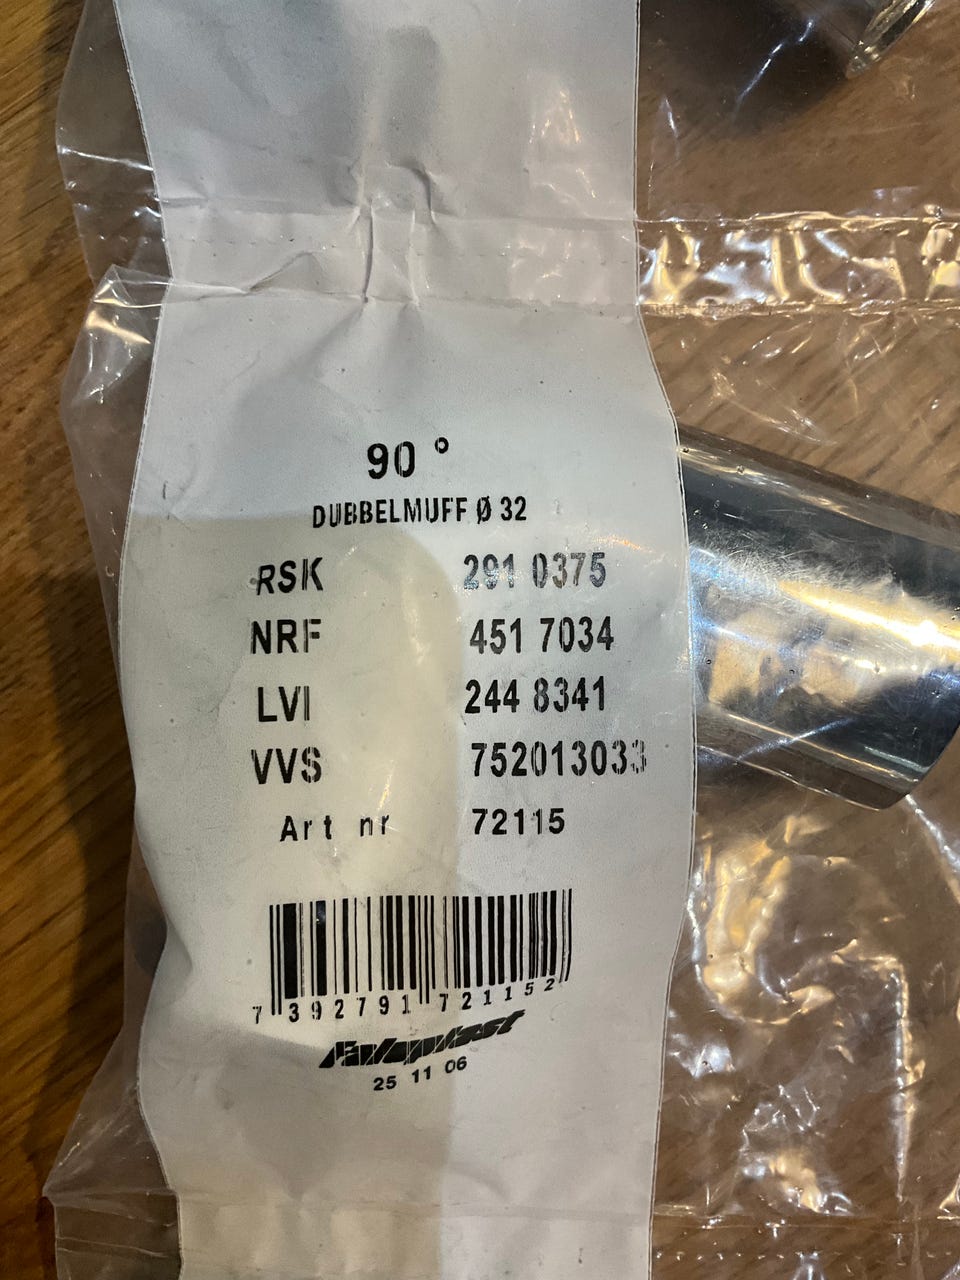 90 °
DUBBELMUFF Ø 32
RSK 291 0375
NRF 451 7034
LVI 244 8341
VVS 752013033
Art nr 72115
7 392791 721152
Faluplast
25 11 06